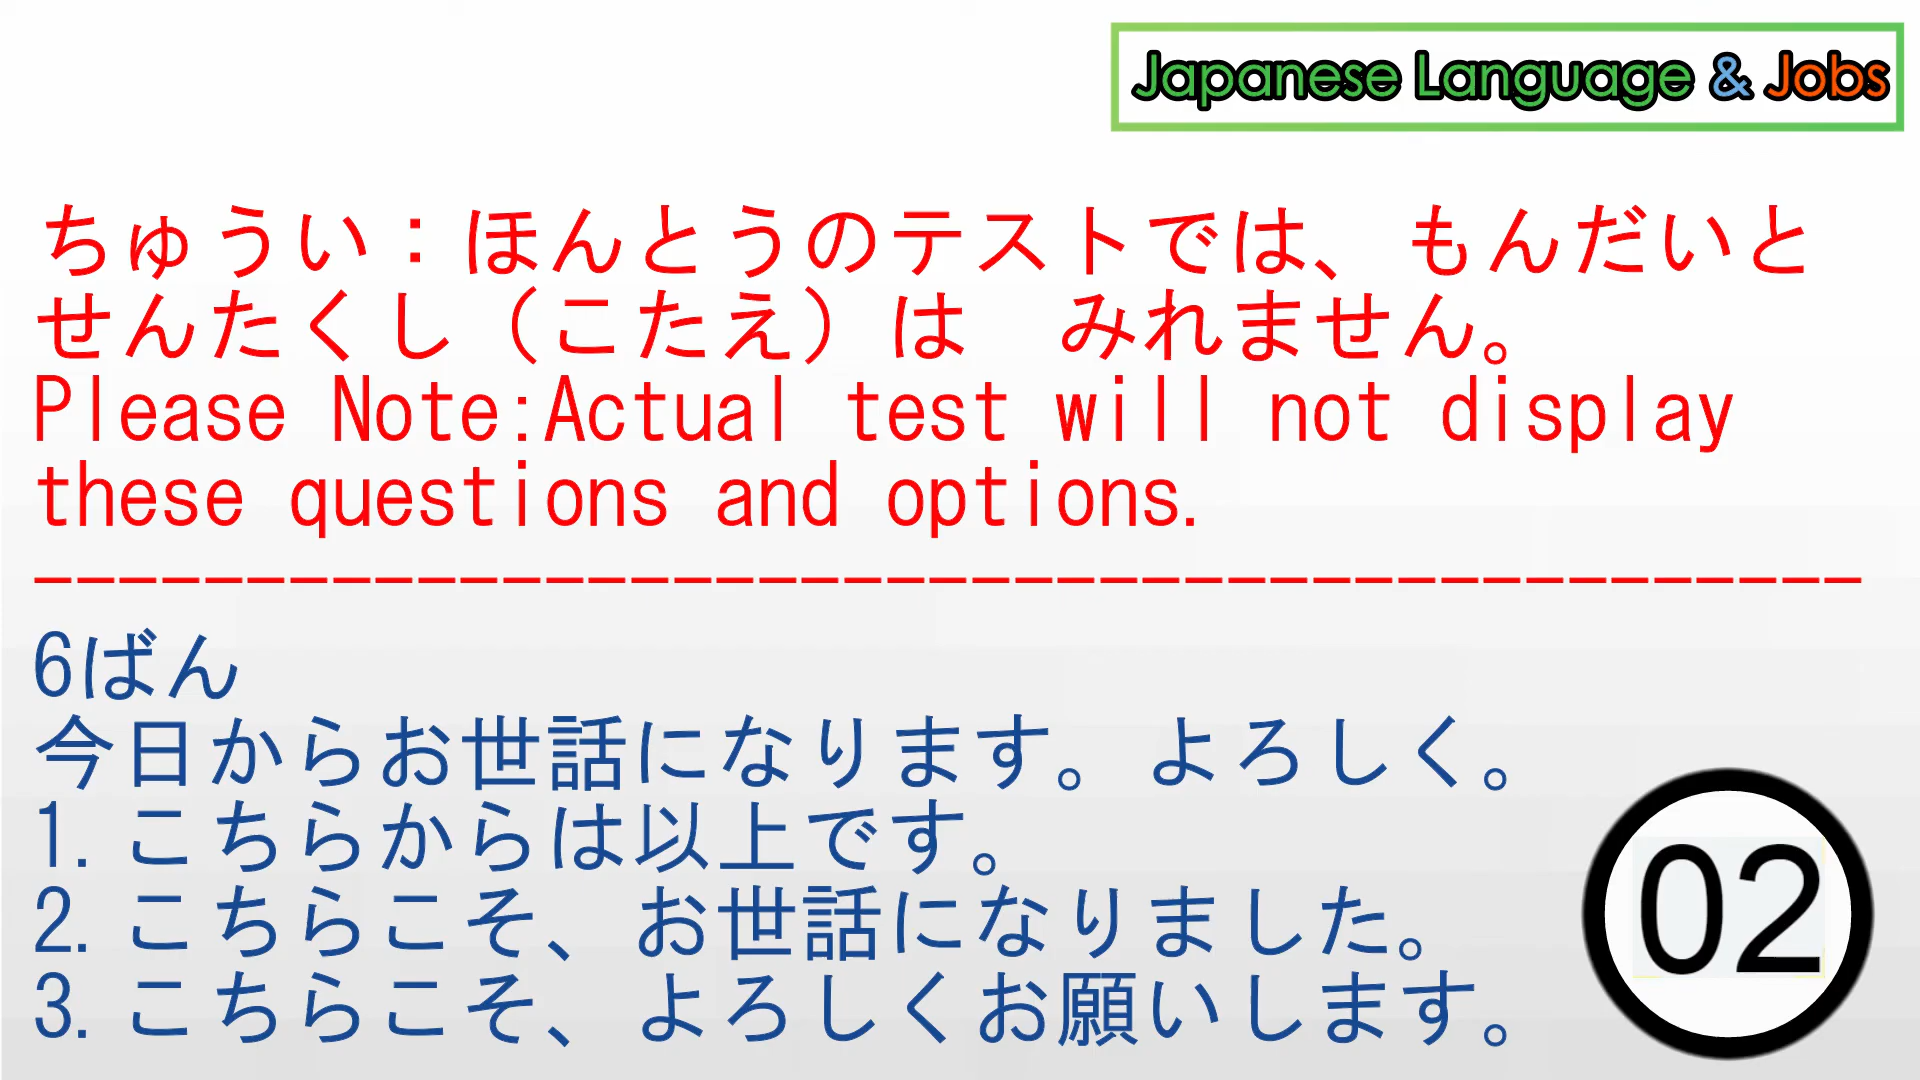 Japanese Language & Jobs
ちゅうい：ほんとうのテストでは、もんだいと
せんたくし（こたえ）は　みれません。
Please Note:Actual test will not display
these questions and options.
-------------------------------------------
6ばん
今日からお世話になります。よろしく。
1. こちらからは以上です。
2. こちらこそ、お世話になりました。
3. こちらこそ、よろしくお願いします。
02